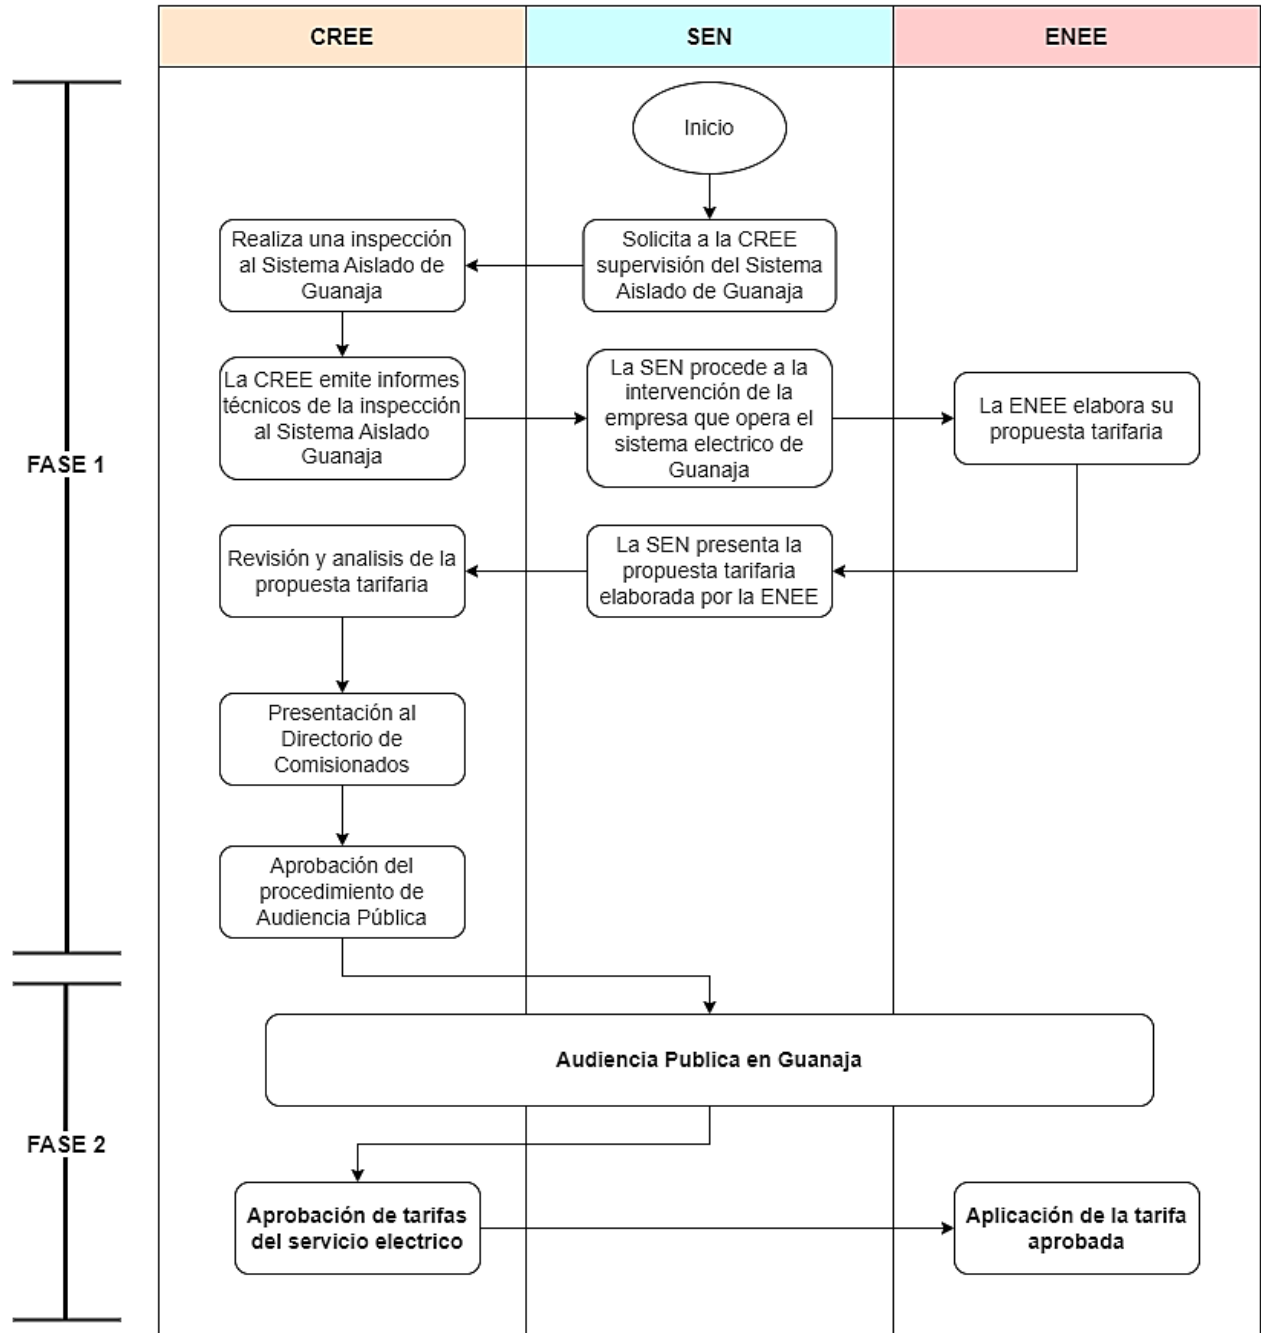 CREE
SEN
ENEE
Inicio
Realiza una inspección
al Sistema Aislado de
Guanaja
Solicita a la CREE
supervisión del Sistema
Aislado de Guanaja
La CREE emite informes
técnicos de la inspección
al Sistema Aislado
Guanaja
La SEN procede a la
intervención de la
empresa que opera el
sistema electrico de
Guanaja
La ENEE elabora su
propuesta tarifaria
FASE 1
Revisión y analisis de la
propuesta tarifaria
La SEN presenta la
propuesta tarifaria
elaborada por la ENEE
Presentación al
Directorio de
Comisionados
Aprobación del
procedimiento de
Audiencia Pública
Audiencia Publica en Guanaja
FASE 2
Aprobación de tarifas
del servicio electrico
Aplicación de la tarifa
aprobada